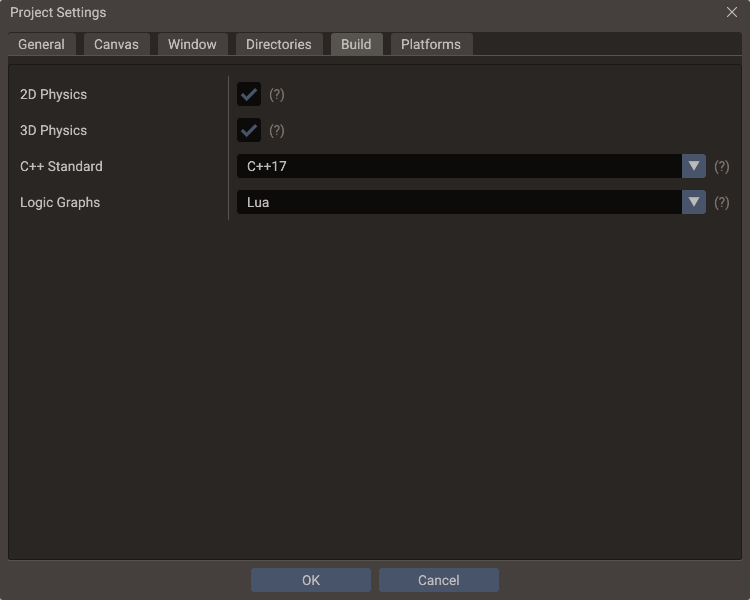 Project Settings
General Canvas Window Directories Build Platforms
2D Physics (?)
3D Physics (?)
C++ Standard C++17 (?)
Logic Graphs Lua (?)
OK Cancel